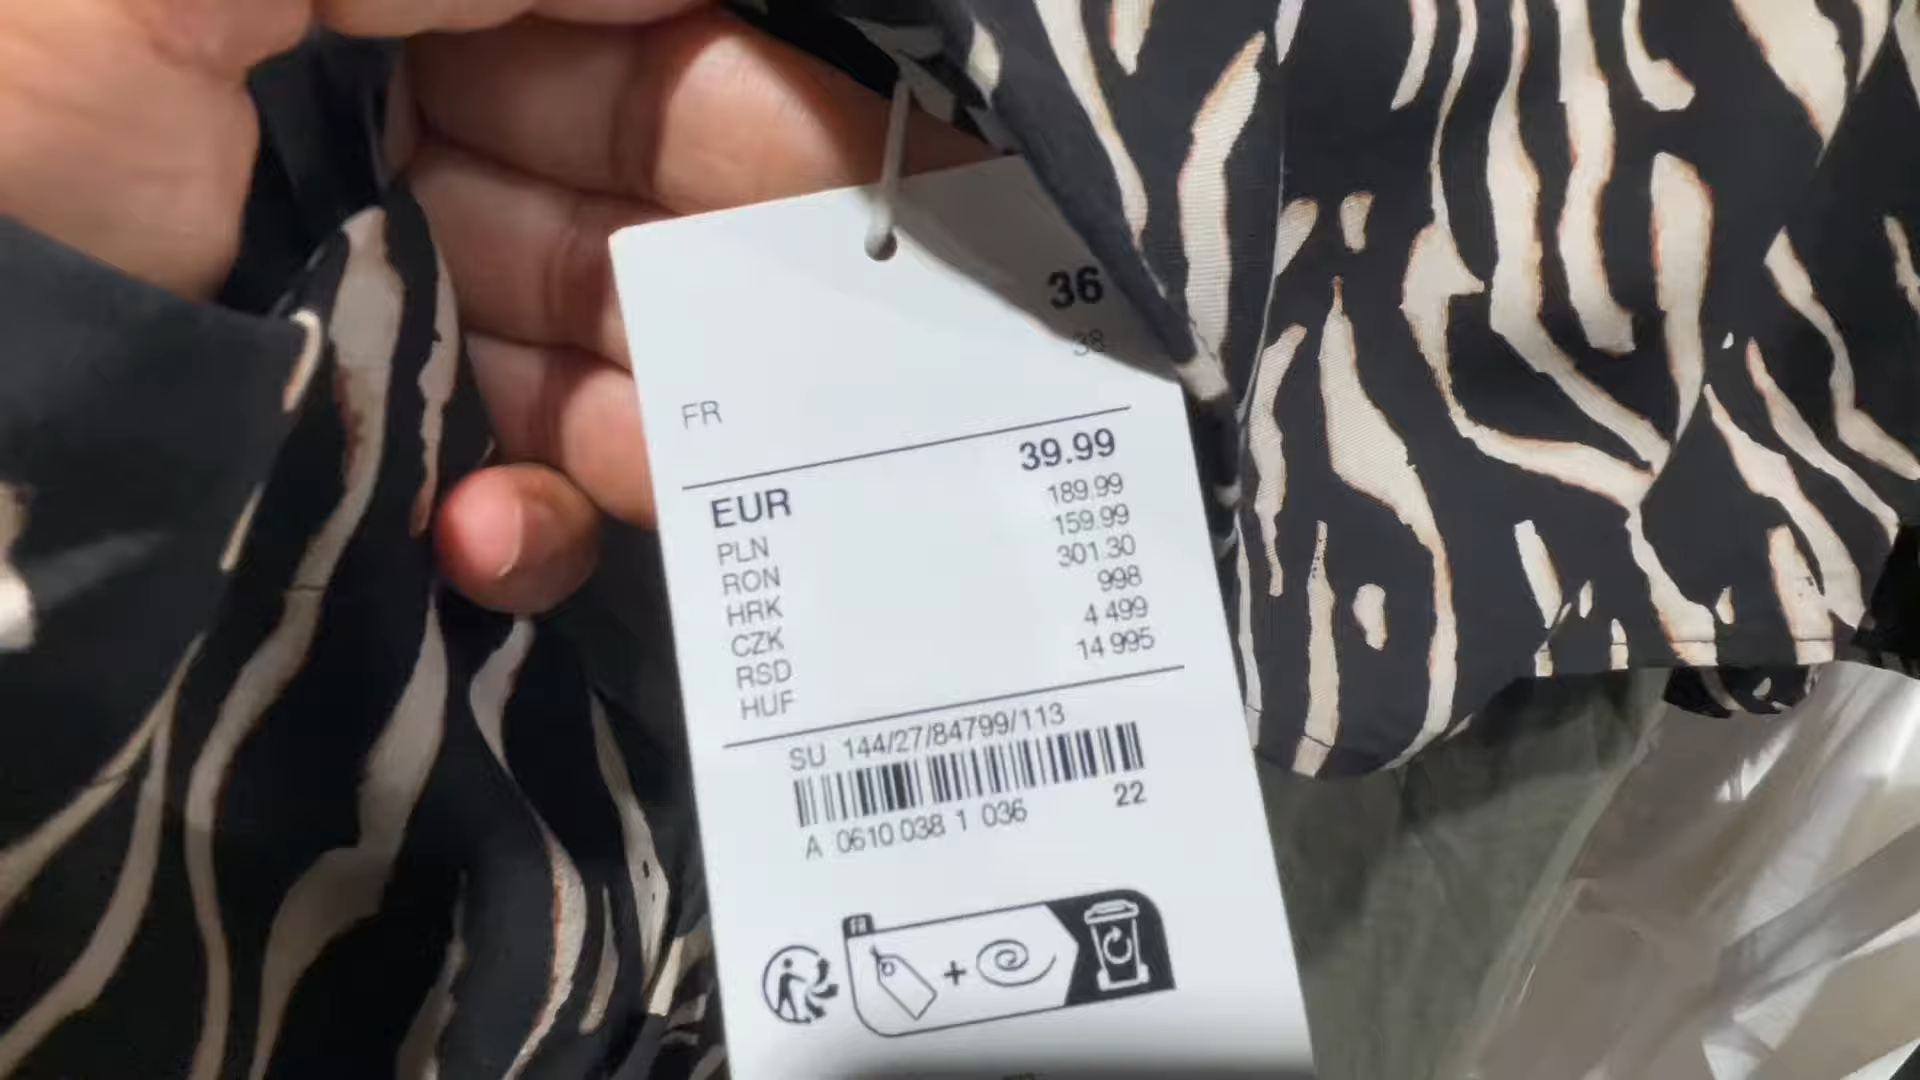 36
38
FR
EUR 39.99
PLN 189.99
RON 159.99
HRK 301.30
CZK 998
RSD 4 499
HUF 14 995
SU 144/27/84799/113
A 0610 038 1 036 22
FR